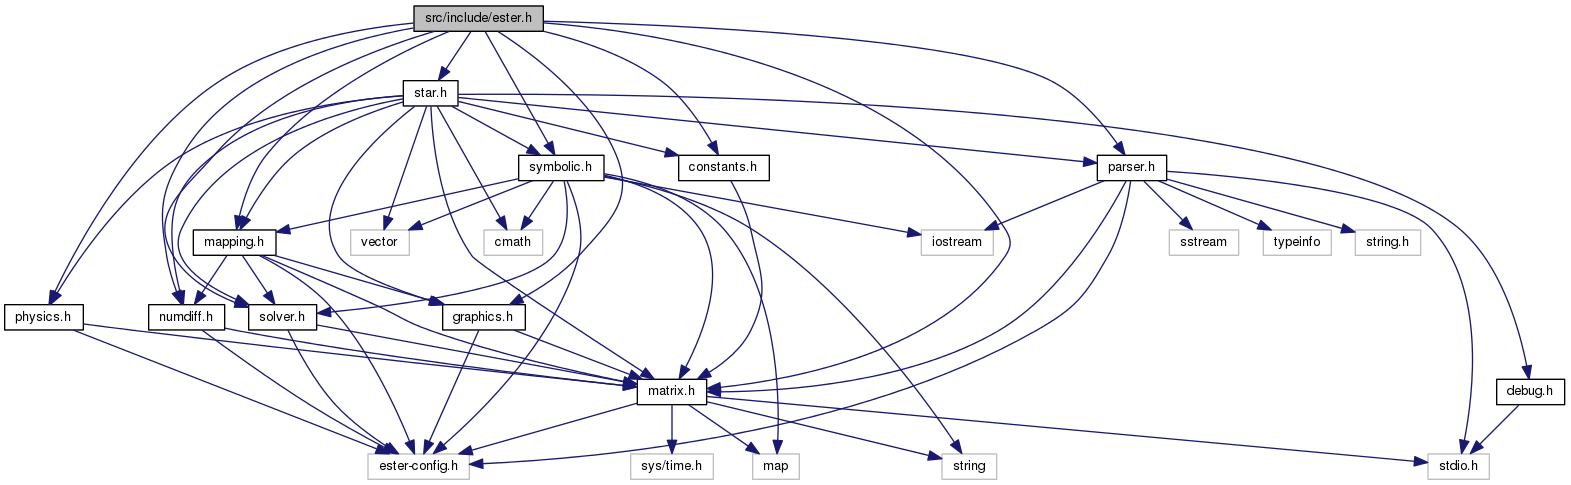 src/include/ester.h
star.h
symbolic.h
constants.h
parser.h
mapping.h
vector
cmath
iostream
sstream
typeinfo
string.h
physics.h
numdiff.h
solver.h
graphics.h
matrix.h
debug.h
ester-config.h
sys/time.h
map
string
stdio.h